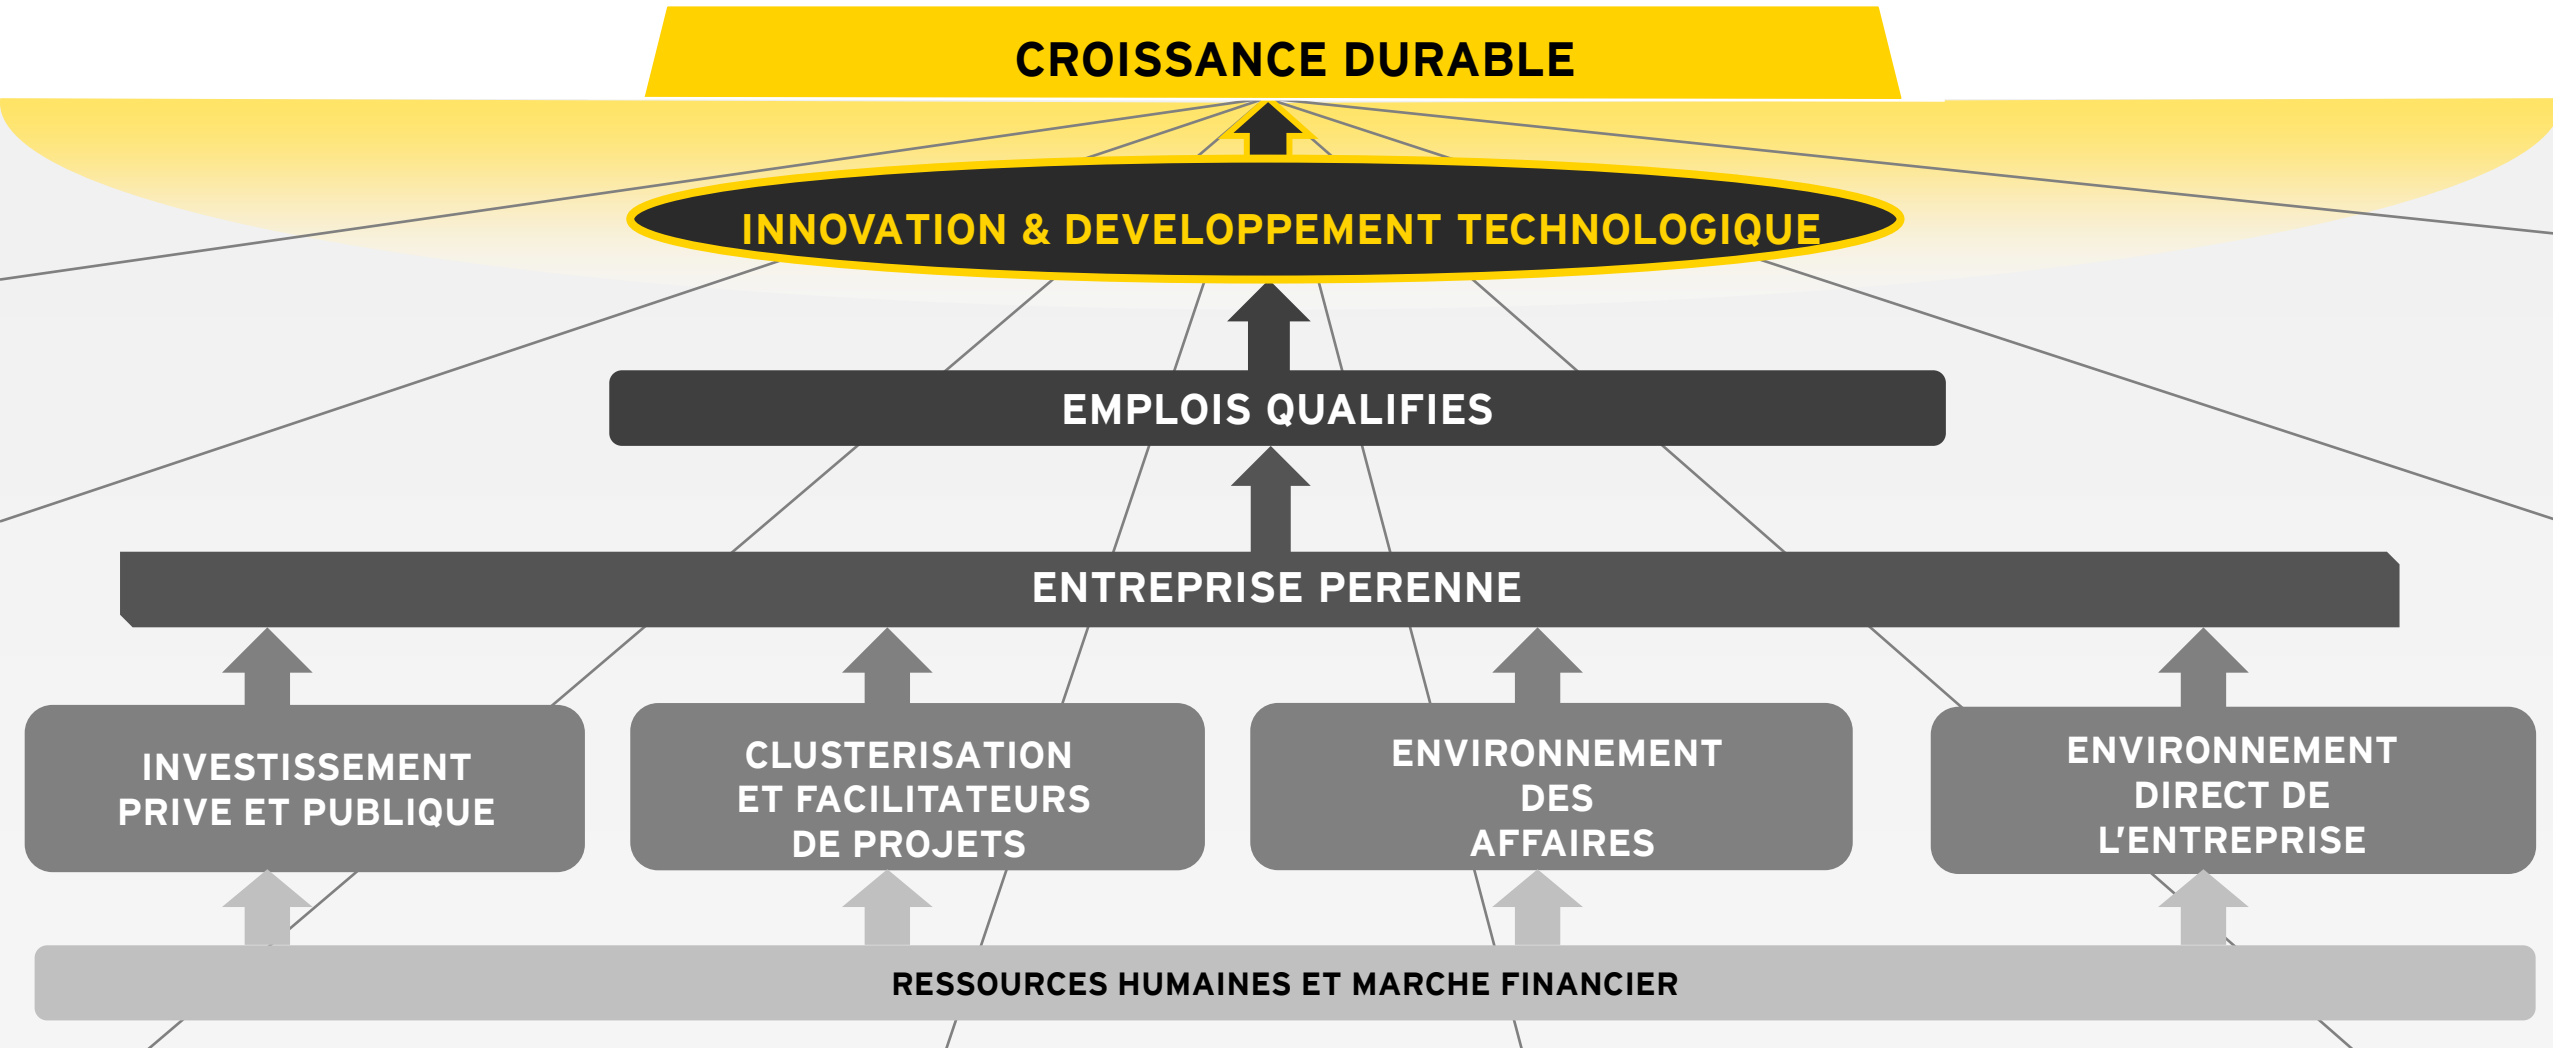 CROISSANCE DURABLE
INNOVATION & DEVELOPPEMENT TECHNOLOGIQUE
EMPLOIS QUALIFIES
ENTREPRISE PERENNE
INVESTISSEMENT
PRIVE ET PUBLIQUE
CLUSTERISATION
ET FACILITATEURS
DE PROJETS
ENVIRONNEMENT
DES
AFFAIRES
ENVIRONNEMENT
DIRECT DE
L’ENTREPRISE
RESSOURCES HUMAINES ET MARCHE FINANCIER